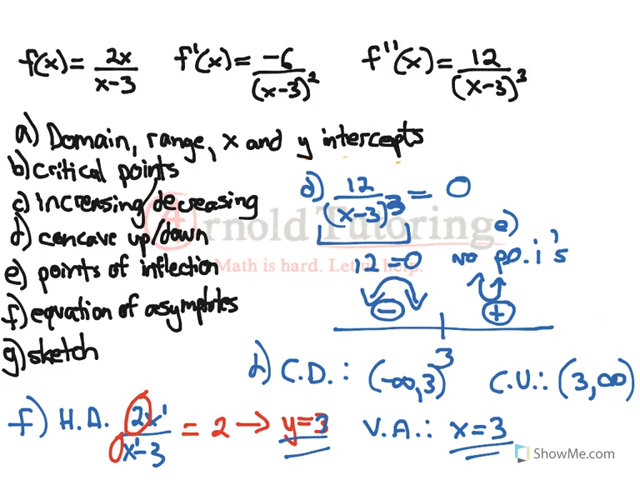 f(x) = 2x/(x-3) f'(x) = -6/(x-3)² f''(x) = 12/(x-3)³
a) Domain, range, x and y intercepts
b) critical points
c) increasing/decreasing
d) concave up/down
e) points of inflection
f) equation of asymptotes
g) sketch
Arnold Tutoring
Math is hard. Let us help.
d) 12/(x-3)³ = 0
12 = 0
e)
no p.o.i's
- +
3
d) C.D.: (-∞,3) C.U.: (3,∞)
f) H.A. 2x¹/x¹-3 = 2 → y=3 V.A.: x=3
ShowMe.com